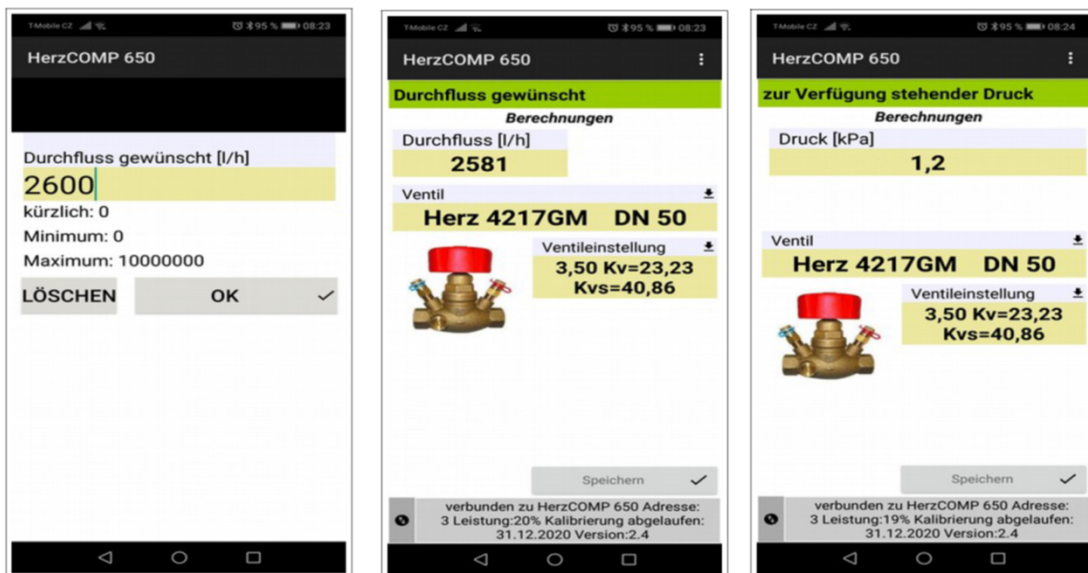 T-Mobile CZ 95 % 08:23
HerzCOMP 650
Durchfluss gewünscht [l/h]
2600
kürzlich: 0
Minimum: 0
Maximum: 10000000
LÖSCHEN OK
T-Mobile CZ 95 % 08:23
HerzCOMP 650
Durchfluss gewünscht
Berechnungen
Durchfluss [l/h]
2581
Ventil
Herz 4217GM DN 50
Ventileinstellung
3,50 Kv=23,23
Kvs=40,86
Speichern
verbunden zu HerzCOMP 650 Adresse:
3 Leistung:20% Kalibrierung abgelaufen:
31.12.2020 Version:2.4
T-Mobile CZ 95 % 08:24
HerzCOMP 650
zur Verfügung stehender Druck
Berechnungen
Druck [kPa]
1,2
Ventil
Herz 4217GM DN 50
Ventileinstellung
3,50 Kv=23,23
Kvs=40,86
Speichern
verbunden zu HerzCOMP 650 Adresse:
3 Leistung:19% Kalibrierung abgelaufen:
31.12.2020 Version:2.4